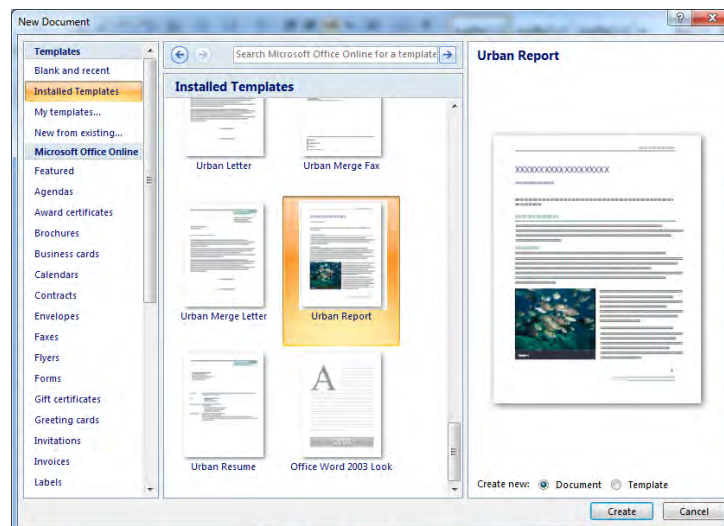 New Document
Templates
Blank and recent
Installed Templates
My templates...
New from existing...
Microsoft Office Online
Featured
Agendas
Award certificates
Brochures
Business cards
Calendars
Contracts
Envelopes
Faxes
Flyers
Forms
Gift certificates
Greeting cards
Invitations
Invoices
Labels
Search Microsoft Office Online for a template
Installed Templates
Urban Letter
Urban Merge Fax
Urban Merge Letter
Urban Report
A
2003
Urban Resume
Office Word 2003 Look
Urban Report
XXXXXXXXXXXXXXXXXXX
Create new:
Document
Template
Create
Cancel